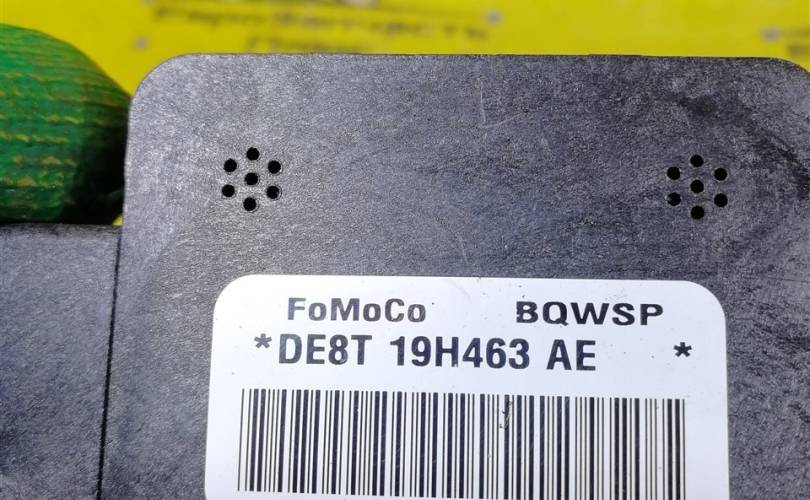 FoMoCo BQWSP
*DE8T 19H463 AE *